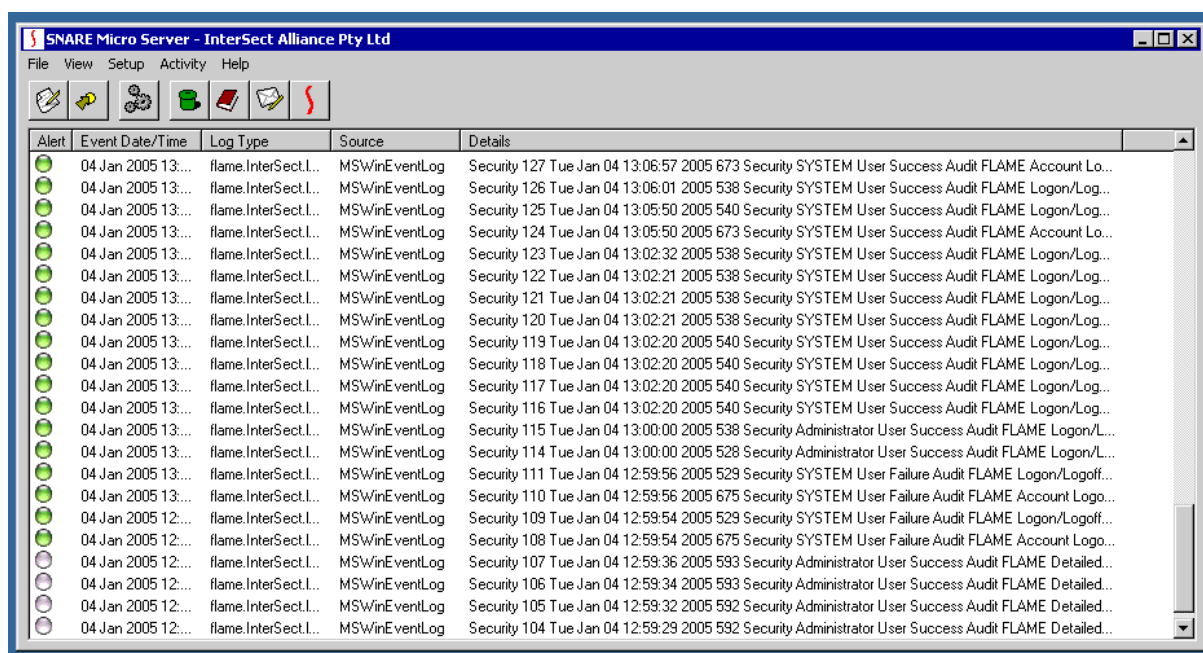 SNARE Micro Server - InterSect Alliance Pty Ltd
File View Setup Activity Help
Alert Event Date/Time Log Type Source Details
04 Jan 2005 13:... flame.InterSect.I... MSWinEventLog Security 127 Tue Jan 04 13:06:57 2005 673 Security SYSTEM User Success Audit FLAME Account Lo...
04 Jan 2005 13:... flame.InterSect.I... MSWinEventLog Security 126 Tue Jan 04 13:06:01 2005 538 Security SYSTEM User Success Audit FLAME Logon/Log...
04 Jan 2005 13:... flame.InterSect.I... MSWinEventLog Security 125 Tue Jan 04 13:05:50 2005 540 Security SYSTEM User Success Audit FLAME Logon/Log...
04 Jan 2005 13:... flame.InterSect.I... MSWinEventLog Security 124 Tue Jan 04 13:05:50 2005 673 Security SYSTEM User Success Audit FLAME Account Lo...
04 Jan 2005 13:... flame.InterSect.I... MSWinEventLog Security 123 Tue Jan 04 13:02:32 2005 538 Security SYSTEM User Success Audit FLAME Logon/Log...
04 Jan 2005 13:... flame.InterSect.I... MSWinEventLog Security 122 Tue Jan 04 13:02:21 2005 538 Security SYSTEM User Success Audit FLAME Logon/Log...
04 Jan 2005 13:... flame.InterSect.I... MSWinEventLog Security 121 Tue Jan 04 13:02:21 2005 538 Security SYSTEM User Success Audit FLAME Logon/Log...
04 Jan 2005 13:... flame.InterSect.I... MSWinEventLog Security 120 Tue Jan 04 13:02:21 2005 538 Security SYSTEM User Success Audit FLAME Logon/Log...
04 Jan 2005 13:... flame.InterSect.I... MSWinEventLog Security 119 Tue Jan 04 13:02:20 2005 540 Security SYSTEM User Success Audit FLAME Logon/Log...
04 Jan 2005 13:... flame.InterSect.I... MSWinEventLog Security 118 Tue Jan 04 13:02:20 2005 540 Security SYSTEM User Success Audit FLAME Logon/Log...
04 Jan 2005 13:... flame.InterSect.I... MSWinEventLog Security 117 Tue Jan 04 13:02:20 2005 540 Security SYSTEM User Success Audit FLAME Logon/Log...
04 Jan 2005 13:... flame.InterSect.I... MSWinEventLog Security 116 Tue Jan 04 13:02:20 2005 540 Security SYSTEM User Success Audit FLAME Logon/Log...
04 Jan 2005 13:... flame.InterSect.I... MSWinEventLog Security 115 Tue Jan 04 13:00:00 2005 538 Security Administrator User Success Audit FLAME Logon/L...
04 Jan 2005 13:... flame.InterSect.I... MSWinEventLog Security 114 Tue Jan 04 13:00:00 2005 528 Security Administrator User Success Audit FLAME Logon/L...
04 Jan 2005 13:... flame.InterSect.I... MSWinEventLog Security 111 Tue Jan 04 12:59:56 2005 529 Security SYSTEM User Failure Audit FLAME Logon/Logoff...
04 Jan 2005 13:... flame.InterSect.I... MSWinEventLog Security 110 Tue Jan 04 12:59:56 2005 675 Security SYSTEM User Failure Audit FLAME Account Logo...
04 Jan 2005 12:... flame.InterSect.I... MSWinEventLog Security 109 Tue Jan 04 12:59:54 2005 529 Security SYSTEM User Failure Audit FLAME Logon/Logoff...
04 Jan 2005 12:... flame.InterSect.I... MSWinEventLog Security 108 Tue Jan 04 12:59:54 2005 675 Security SYSTEM User Failure Audit FLAME Account Logo...
04 Jan 2005 12:... flame.InterSect.I... MSWinEventLog Security 107 Tue Jan 04 12:59:36 2005 593 Security Administrator User Success Audit FLAME Detailed...
04 Jan 2005 12:... flame.InterSect.I... MSWinEventLog Security 106 Tue Jan 04 12:59:34 2005 593 Security Administrator User Success Audit FLAME Detailed...
04 Jan 2005 12:... flame.InterSect.I... MSWinEventLog Security 105 Tue Jan 04 12:59:32 2005 592 Security Administrator User Success Audit FLAME Detailed...
04 Jan 2005 12:... flame.InterSect.I... MSWinEventLog Security 104 Tue Jan 04 12:59:29 2005 592 Security Administrator User Success Audit FLAME Detailed...